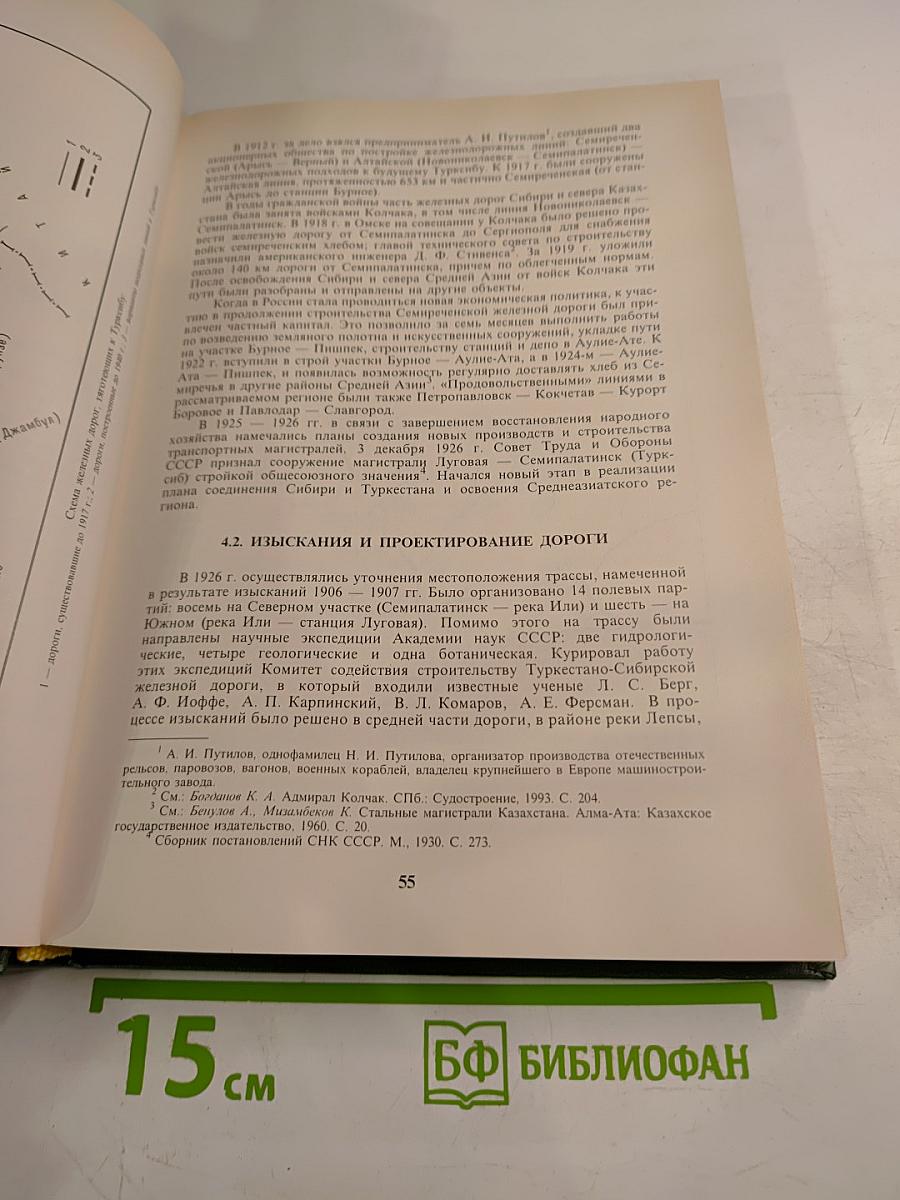 К И Т А Й
1
2
3
(Джамбул)
Схема железных дорог, тяготеющих к Турксибу:
1 — дороги, существовавшие до 1917 г.; 2 — дороги, построенные до 1940 г.; 3 —
В 1912 г. за дело взялся предприниматель А. И. Путилов¹, создавший два
акционерных общества по постройке железнодорожных линий: Семиречен-
ской (Арысь — Верный) и Алтайской (Новониколаевск — Семипалатинск) —
железнодорожных подходов к будущему Турксибу. К 1917 г. были сооружены
Алтайская линия, протяженностью 653 км и частично Семиреченская (от стан-
ции Арысь до станции Бурное).
В годы гражданской войны часть железных дорог Сибири и севера Казах-
стана была занята войсками Колчака, в том числе линия Новониколаевск —
Семипалатинск. В 1918 г. в Омске на совещании у Колчака было решено про-
вести железную дорогу от Семипалатинска до Сергиополя для снабжения
войск семиреченским хлебом; главой технического совета по строительству
назначили американского инженера Д. Ф. Стивенса². За 1919 г. уложили
около 140 км дороги от Семипалатинска, причем по облегченным нормам.
После освобождения Сибири и севера Средней Азии от войск Колчака эти
пути были разобраны и отправлены на другие объекты.
Когда в России стала проводиться новая экономическая политика, к учас-
тию в продолжении строительства Семиреченской железной дороги был при-
влечен частный капитал. Это позволило за семь месяцев выполнить работы
по возведению земляного полотна и искусственных сооружений, укладке пути
на участке Бурное — Пишпек, строительству станций и депо в Аулие-Ате. К
1922 г. вступили в строй участки Бурное — Аулие-Ата, а в 1924-м — Аулие-
Ата — Пишпек, и появилась возможность регулярно доставлять хлеб из Се-
миречья в другие районы Средней Азии³. «Продовольственными» линиями в
рассматриваемом регионе были также Петропавловск — Кокчетав — Курорт
Боровое и Павлодар — Славгород.
В 1925 — 1926 гг. в связи с завершением восстановления народного
хозяйства намечались планы создания новых производств и строительства
транспортных магистралей. 3 декабря 1926 г. Совет Труда и Обороны
СССР признал сооружение магистрали Луговая — Семипалатинск (Турк-
сиб) стройкой общесоюзного значения⁴. Начался новый этап в реализации
плана соединения Сибири и Туркестана и освоения Среднеазиатского ре-
гиона.
4.2. ИЗЫСКАНИЯ И ПРОЕКТИРОВАНИЕ ДОРОГИ
В 1926 г. осуществлялись уточнения местоположения трассы, намеченной
в результате изысканий 1906 — 1907 гг. Было организовано 14 полевых пар-
тий: восемь на Северном участке (Семипалатинск — река Или) и шесть — на
Южном (река Или — станция Луговая). Помимо этого на трассу были
направлены научные экспедиции Академии наук СССР: две гидрологи-
ческие, четыре геологические и одна ботаническая. Курировал работу
этих экспедиций Комитет содействия строительству Туркестано-Сибирской
железной дороги, в который входили известные ученые Л. С. Берг,
А. Ф. Иоффе, А. П. Карпинский, В. Л. Комаров, А. Е. Ферсман. В про-
цессе изысканий было решено в средней части дороги, в районе реки Лепсы,
¹ А. И. Путилов, однофамилец Н. И. Путилова, организатор производства отечественных
рельсов, паровозов, вагонов, военных кораблей, владелец крупнейшего в Европе машинострои-
тельного завода.
² См.: Богданов К. А. Адмирал Колчак. СПб.: Судостроение, 1993. С. 204.
³ См.: Бепулов А., Мизамбеков К. Стальные магистрали Казахстана. Алма-Ата: Казахское
государственное издательство, 1960. С. 20.
⁴ Сборник постановлений СНК СССР. М., 1930. С. 273.
55
15 см
БФ БИБЛИОФАН